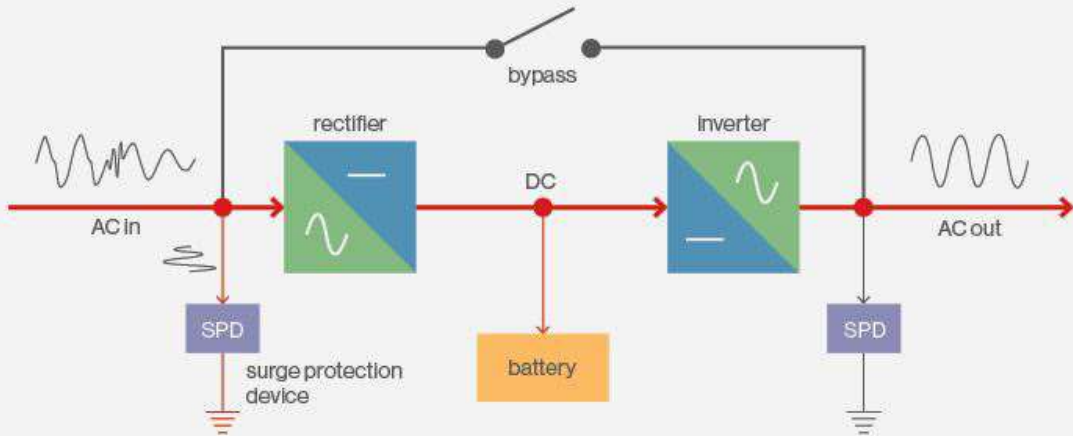 bypass
rectifier
inverter
DC
AC in
AC out
SPD
SPD
surge protection
device
battery